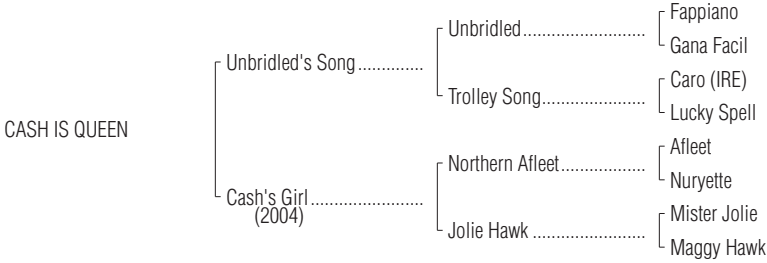 Fappiano
Unbridled..........................
Gana Facil
Unbridled's Song..............
Caro (IRE)
Trolley Song......................
Lucky Spell
CASH IS QUEEN
Afleet
Northern Afleet..................
Nuryette
Cash's Girl........................
(2004)
Mister Jolie
Jolie Hawk ........................
Maggy Hawk